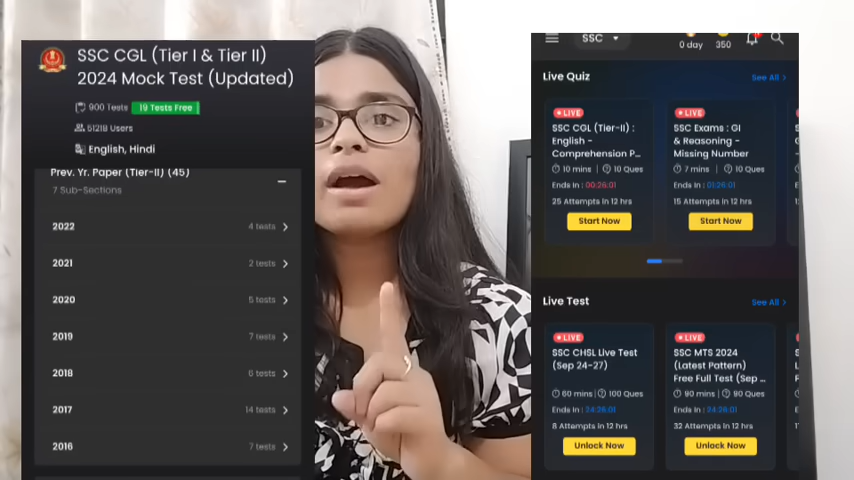 SSC CGL (Tier I & Tier II)
2024 Mock Test (Updated)
900 Tests
19 Tests Free
51218 Users
English, Hindi
Prev. Yr. Paper (Tier-II) (45)
7 Sub-Sections
2022
4 tests
2021
2 tests
2020
5 tests
2019
7 tests
2018
6 tests
2017
14 tests
2016
7 tests
SSC
0 day
350
Live Quiz
See All
LIVE
SSC CGL (Tier-II) :
English -
Comprehension P...
10 mins | 10 Ques
Ends In : 00:26:01
25 Attempts in 12 hrs
Start Now
LIVE
SSC Exams : GI
& Reasoning -
Missing Number
7 mins | 10 Ques
Ends In : 01:26:01
15 Attempts in 12 hrs
Start Now
Live Test
See All
LIVE
SSC CHSL Live Test
(Sep 24-27)
60 mins | 100 Ques
Ends In : 24:26:01
8 Attempts in 12 hrs
Unlock Now
LIVE
SSC MTS 2024
(Latest Pattern)
Free Full Test (Sep ...
90 mins | 90 Ques
Ends In : 24:26:01
32 Attempts in 12 hrs
Unlock Now